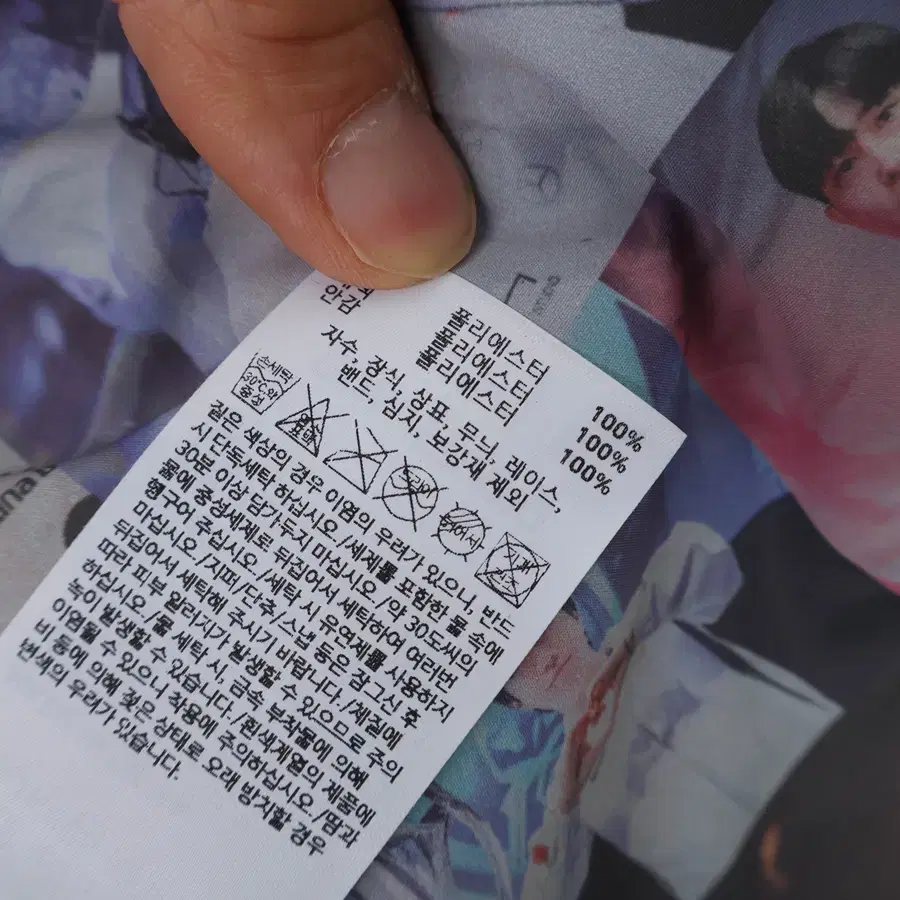 L
안감
폴리에스터 100%
폴리에스터 100%
폴리에스터 100%
자수, 장식, 상표, 무늬, 레이스,
밴드, 심지, 보강재 제외
손세탁
30°C약
중성
짙은 색상의 경우 이염의 우려가 있으니, 반드
시 단독세탁 하십시오 /세제를 포함한 물 속에
30분 이상 담가두지 마십시오 /약 30도씨의
물에 중성세제로 뒤집어서 세탁하여 여러번
헹구어 주십시오 /세탁 시 유연제를 사용하지
마십시오 /지퍼/단추/스냅 등은 잠그신 후
뒤집어서 세탁해 주시기 바랍니다./체질에
따라 피부 알러지가 발생할 수 있으므로 주의
하십시오 /물 세탁 시, 금속 부착물에 의해
녹이 발생할 수 있습니다./흰색계열의 제품에
이염될 수 있으니 착용에 주의하십시오 /땀과
비 등에 의해 젖은 상태로 오래 방치할 경우
변색의 우려가 있습니다.